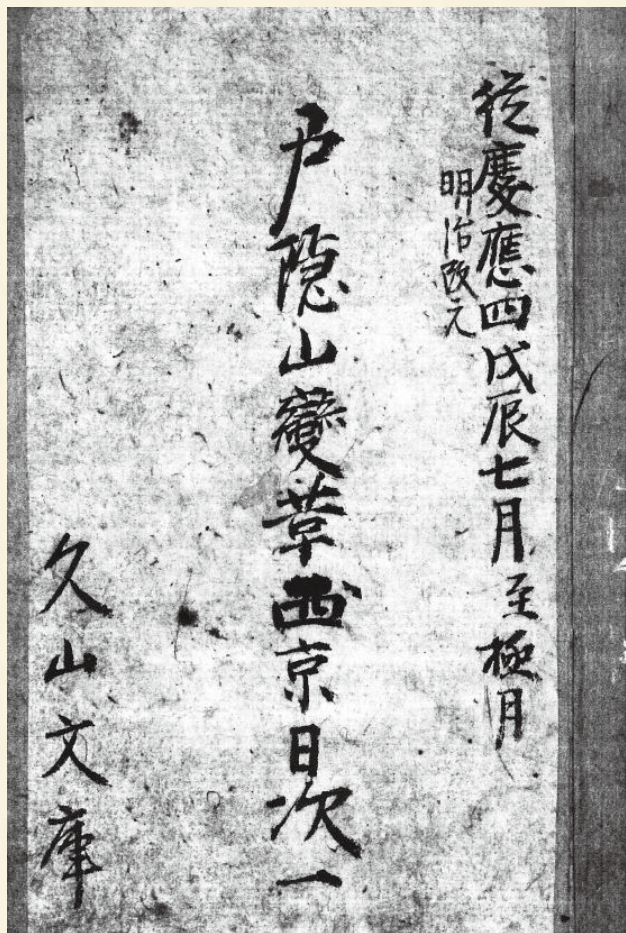 従慶應四戊辰七月至極月
明治改元
戸隠山變革西京日次一
久山文庫